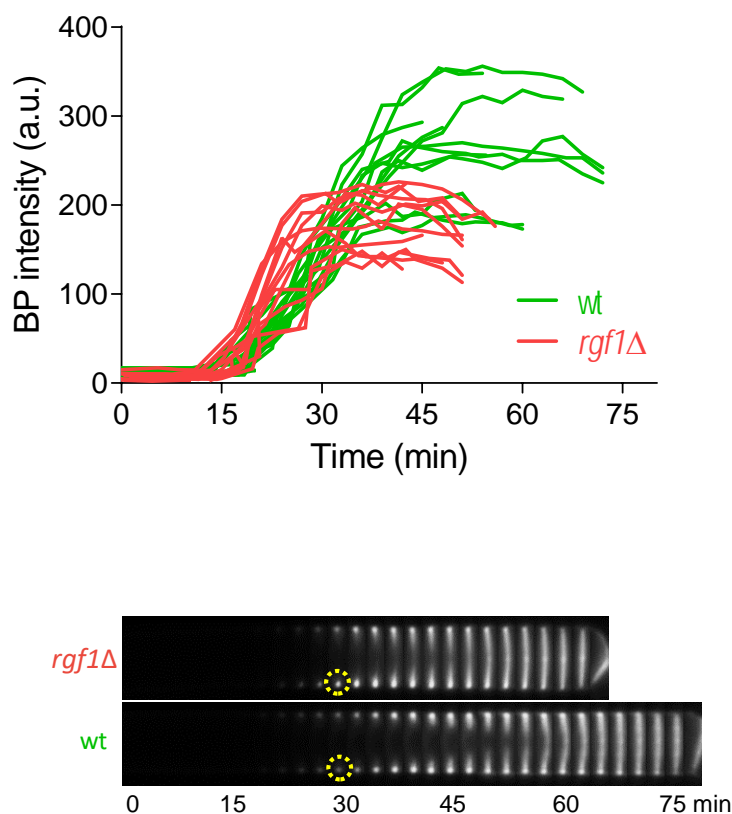 400
300
200
100
0
BP intensity (a.u.)
wt
rgf1Δ
0 15 30 45 60 75
Time (min)
rgf1Δ
wt
0 15 30 45 60 75 min